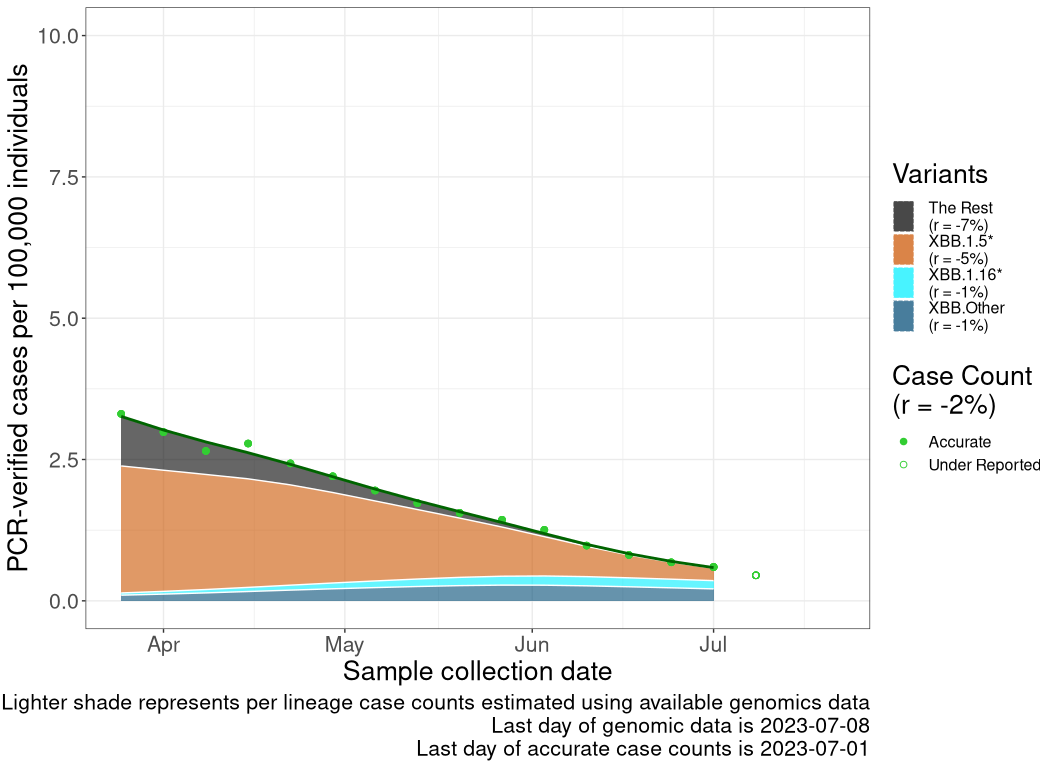 PCR-verified cases per 100,000 individuals
10.0
7.5
5.0
2.5
0.0
Apr May Jun Jul
Sample collection date
Variants
The Rest
(r = -7%)
XBB.1.5*
(r = -5%)
XBB.1.16*
(r = -1%)
XBB.Other
(r = -1%)
Case Count
(r = -2%)
Accurate
Under Reported
Lighter shade represents per lineage case counts estimated using available genomics data
Last day of genomic data is 2023-07-08
Last day of accurate case counts is 2023-07-01